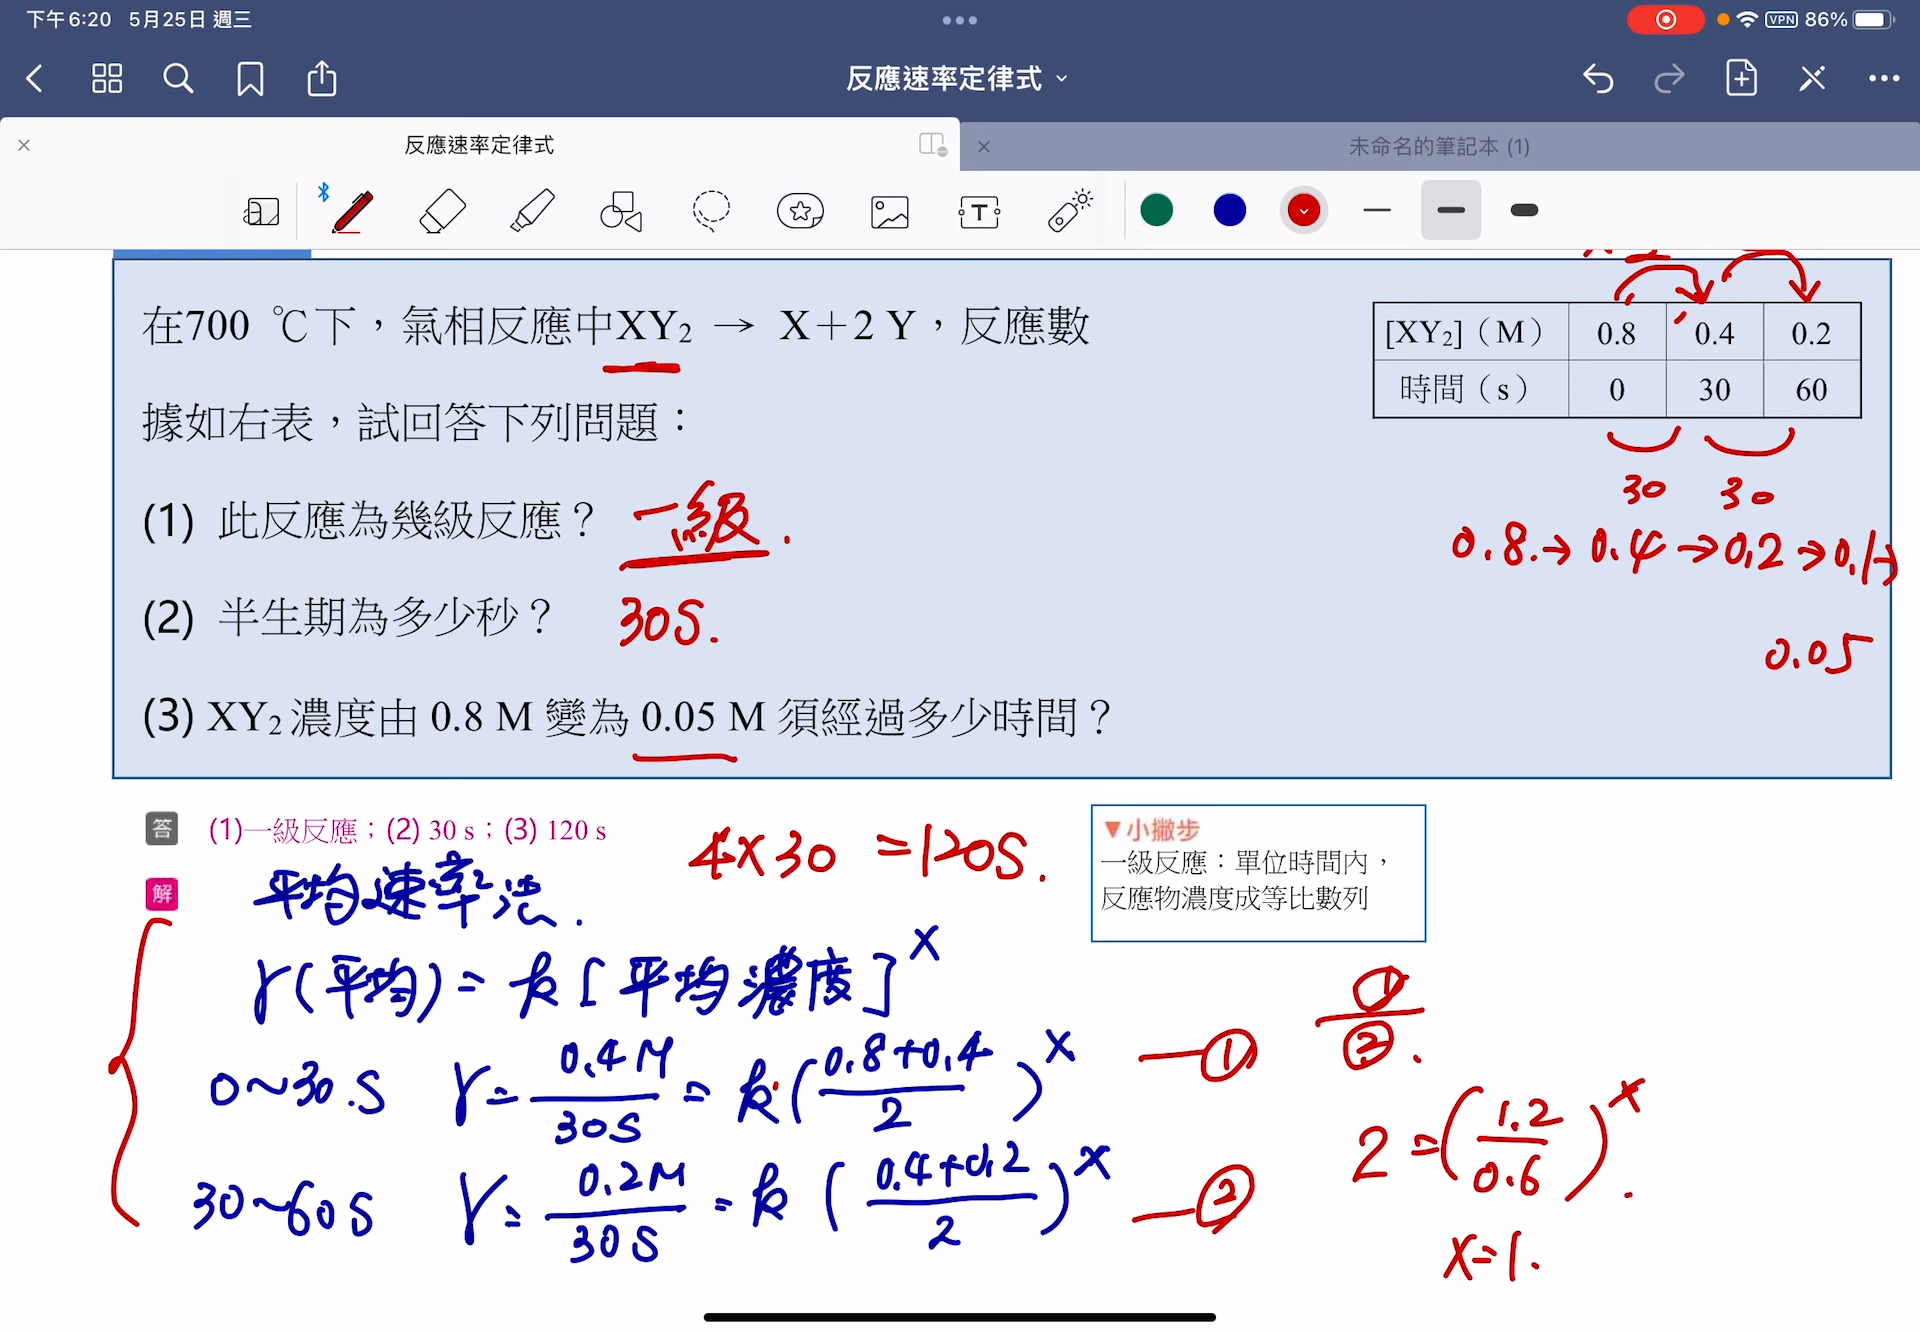 下午6:20 5月25日 週三
VPN 86%
反應速率定律式
反應速率定律式
未命名的筆記本 (1)
在700 ℃下，氣相反應中XY₂ → X＋2 Y，反應數
據如右表，試回答下列問題：
[XY₂]（M） 0.8 0.4 0.2
時間（s） 0 30 60
30 30
0.8.→0.4→0.2→0.1→
0.05
(1) 此反應為幾級反應？ 一級.
(2) 半生期為多少秒？ 30S.
(3) XY₂濃度由 0.8 M 變為 0.05 M 須經過多少時間？
答 (1)一級反應；(2) 30 s；(3) 120 s
4×30 =120S.
▼小撇步
一級反應：單位時間內，
反應物濃度成等比數列
解 平均速率法.
r(平均)= k[平均濃度]^x
0~30.S r= 0.4M/30S = k(0.8+0.4/2)^x —①
30~60S r= 0.2M/30S = k(0.4+0.2/2)^x —②
①/②.
2=(1.2/0.6)^x.
x=1.